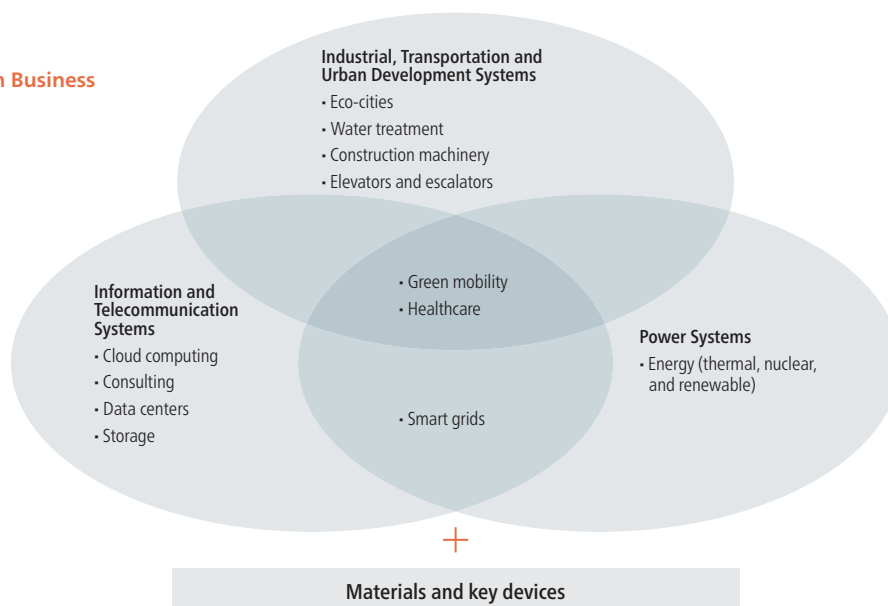 n Business
Industrial, Transportation and
Urban Development Systems
• Eco-cities
• Water treatment
• Construction machinery
• Elevators and escalators
• Green mobility
• Healthcare
Information and
Telecommunication
Systems
• Cloud computing
• Consulting
• Data centers
• Storage
Power Systems
• Energy (thermal, nuclear,
and renewable)
• Smart grids
+
Materials and key devices